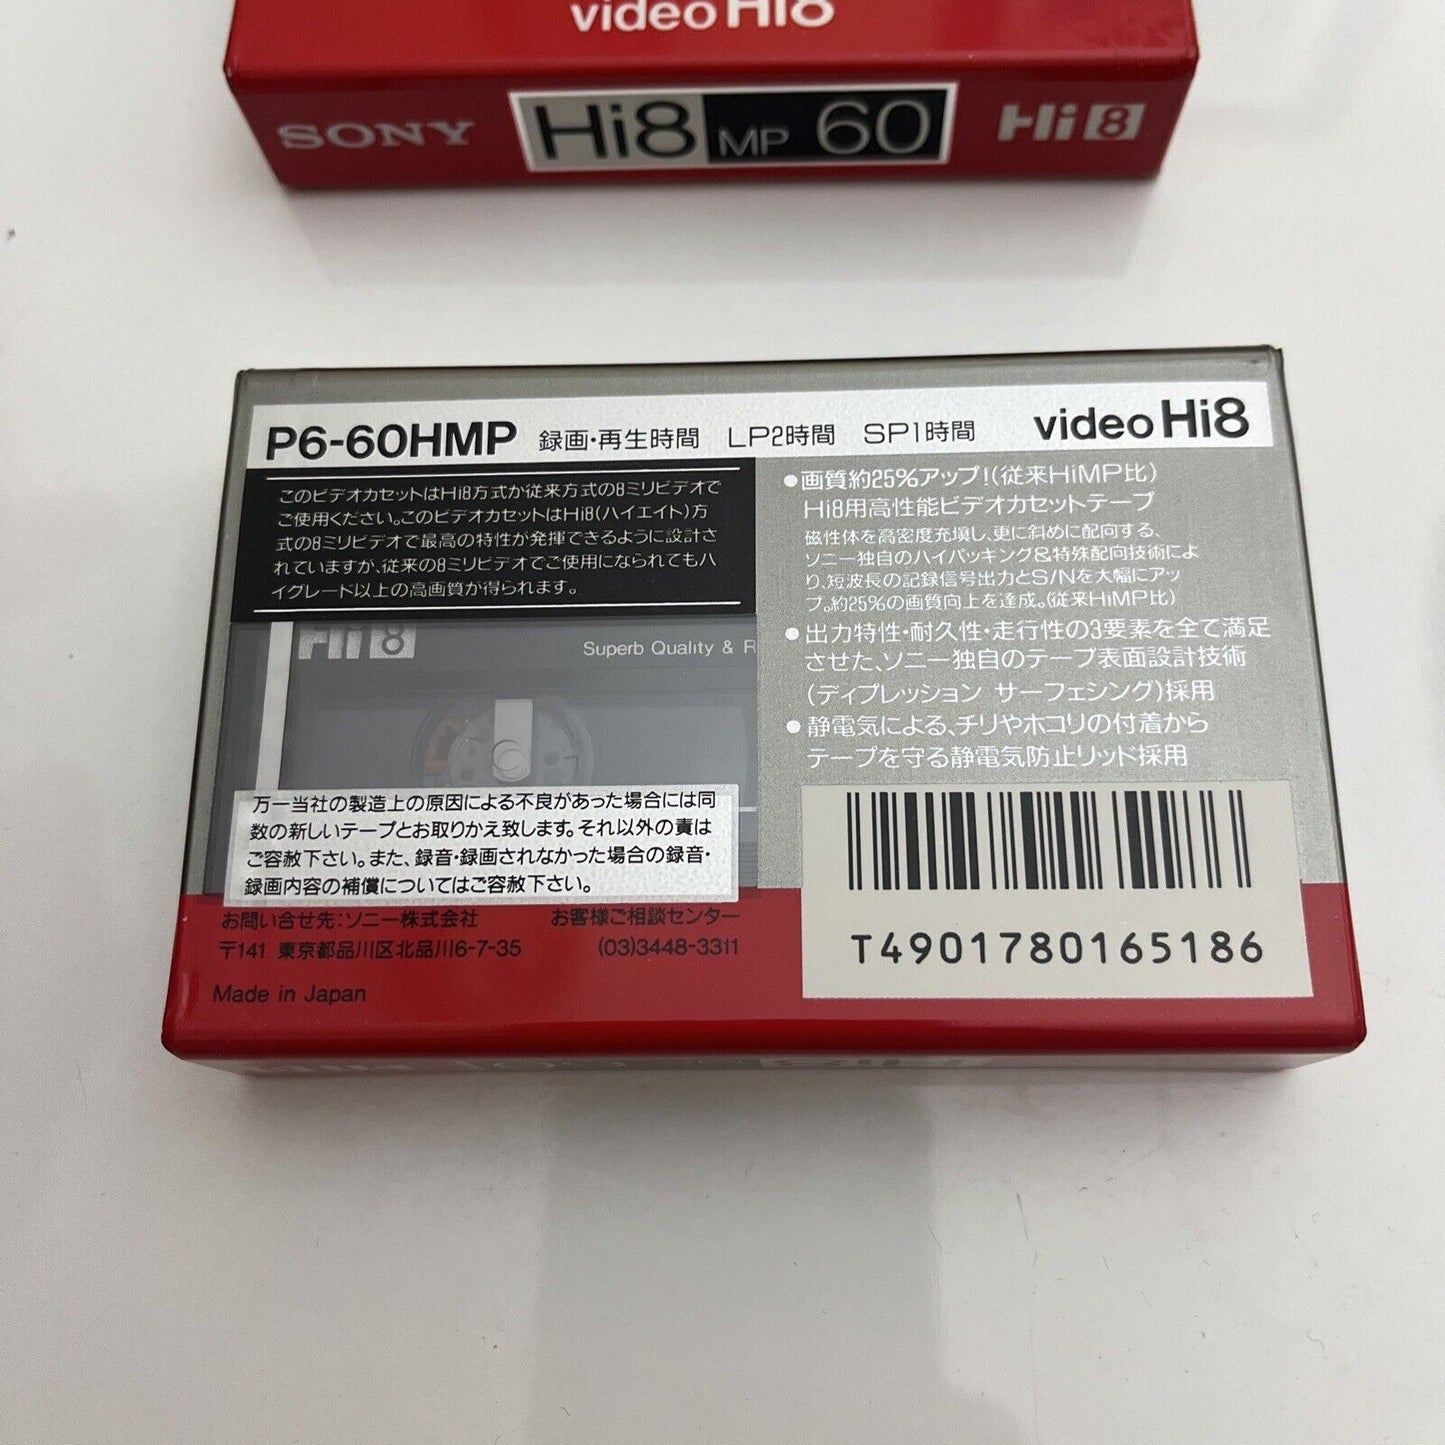 video Hi8
SONY Hi8 MP 60 Hi8
P6-60HMP 録画・再生時間 LP2時間 SP1時間 video Hi8
このビデオカセットはHi8方式か従来方式の8ミリビデオで
ご使用ください。このビデオカセットはHi8(ハイエイト)方
式の8ミリビデオで最高の特性が発揮できるように設計さ
れていますが、従来の8ミリビデオでご使用になられてもハ
イグレード以上の高画質が得られます。
Hi8
Superb Quality & R
万一当社の製造上の原因による不良があった場合には同
数の新しいテープとお取りかえ致します。それ以外の責は
ご容赦下さい。また、録音・録画されなかった場合の録音・
録画内容の補償についてはご容赦下さい。
お問い合せ先:ソニー株式会社 お客様ご相談センター
〒141 東京都品川区北品川6-7-35 (03)3448-3311
Made in Japan
●画質約25%アップ!(従来HiMP比)
Hi8用高性能ビデオカセットテープ
磁性体を高密度充塡し、更に斜めに配向する、
ソニー独自のハイパッキング&特殊配向技術によ
り、短波長の記録信号出力とS/Nを大幅にアッ
プ。約25%の画質向上を達成。(従来HiMP比)
●出力特性・耐久性・走行性の3要素を全て満足
させた、ソニー独自のテープ表面設計技術
(ディプレッション サーフェシング)採用
●静電気による、チリやホコリの付着から
テープを守る静電気防止リッド採用
T4901780165186